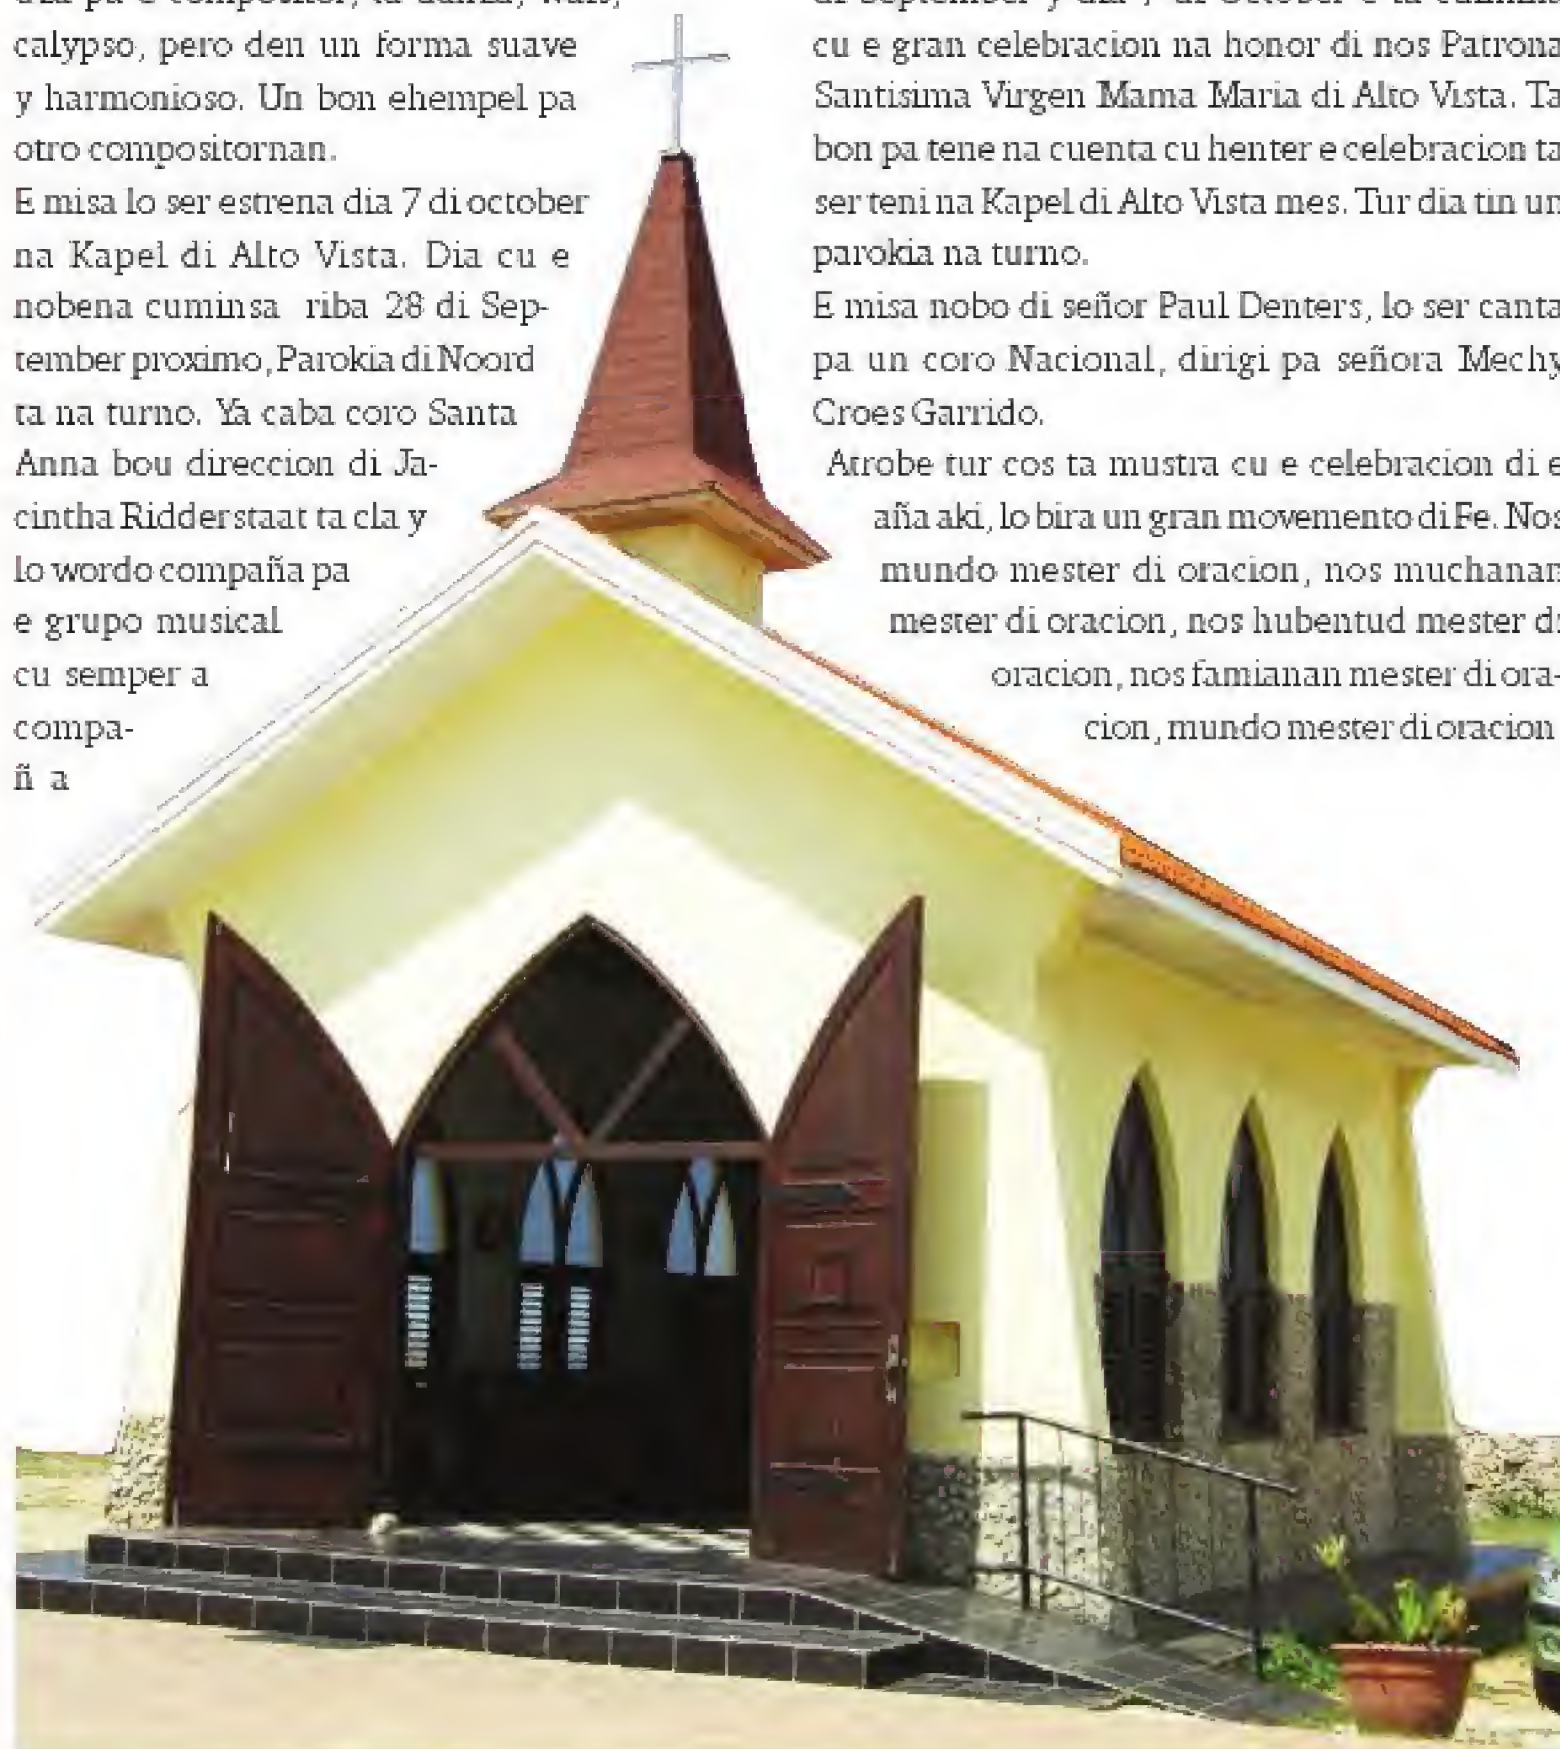 calypso, pero den un forma suave
y harmonioso. Un bon ehempel pa
otro compositornan.
E misa lo ser estrena dia 7 di october
na Kapel di Alto Vista. Dia cu e
nobena cuminsa riba 28 di Sep-
tember proximo, Parokia di Noord
ta na turno. Ya caba coro Santa
Anna bou direccion di Ja-
cintha Ridderstaat ta cla y
lo wordo compaña pa
e grupo musical
cu semper a
compa-
ñ a
cu e gran celebracion na honor di nos Patrona
Santisima Virgen Mama Maria di Alto Vista. Ta
bon pa tene na cuenta cu henter e celebracion ta
ser teni na Kapel di Alto Vista mes. Tur dia tin un
parokia na turno.
E misa nobo di señor Paul Denters, lo ser canta
pa un coro Nacional, dirigi pa señora Mechy
Croes Garrido.
Atrobe tur cos ta mustra cu e celebracion di e
aña aki, lo bira un gran movemento di Fe. Nos
mundo mester di oracion, nos muchanan
mester di oracion, nos hubentud mester di
oracion, nos famianan mester di ora-
cion, mundo mester di oracion